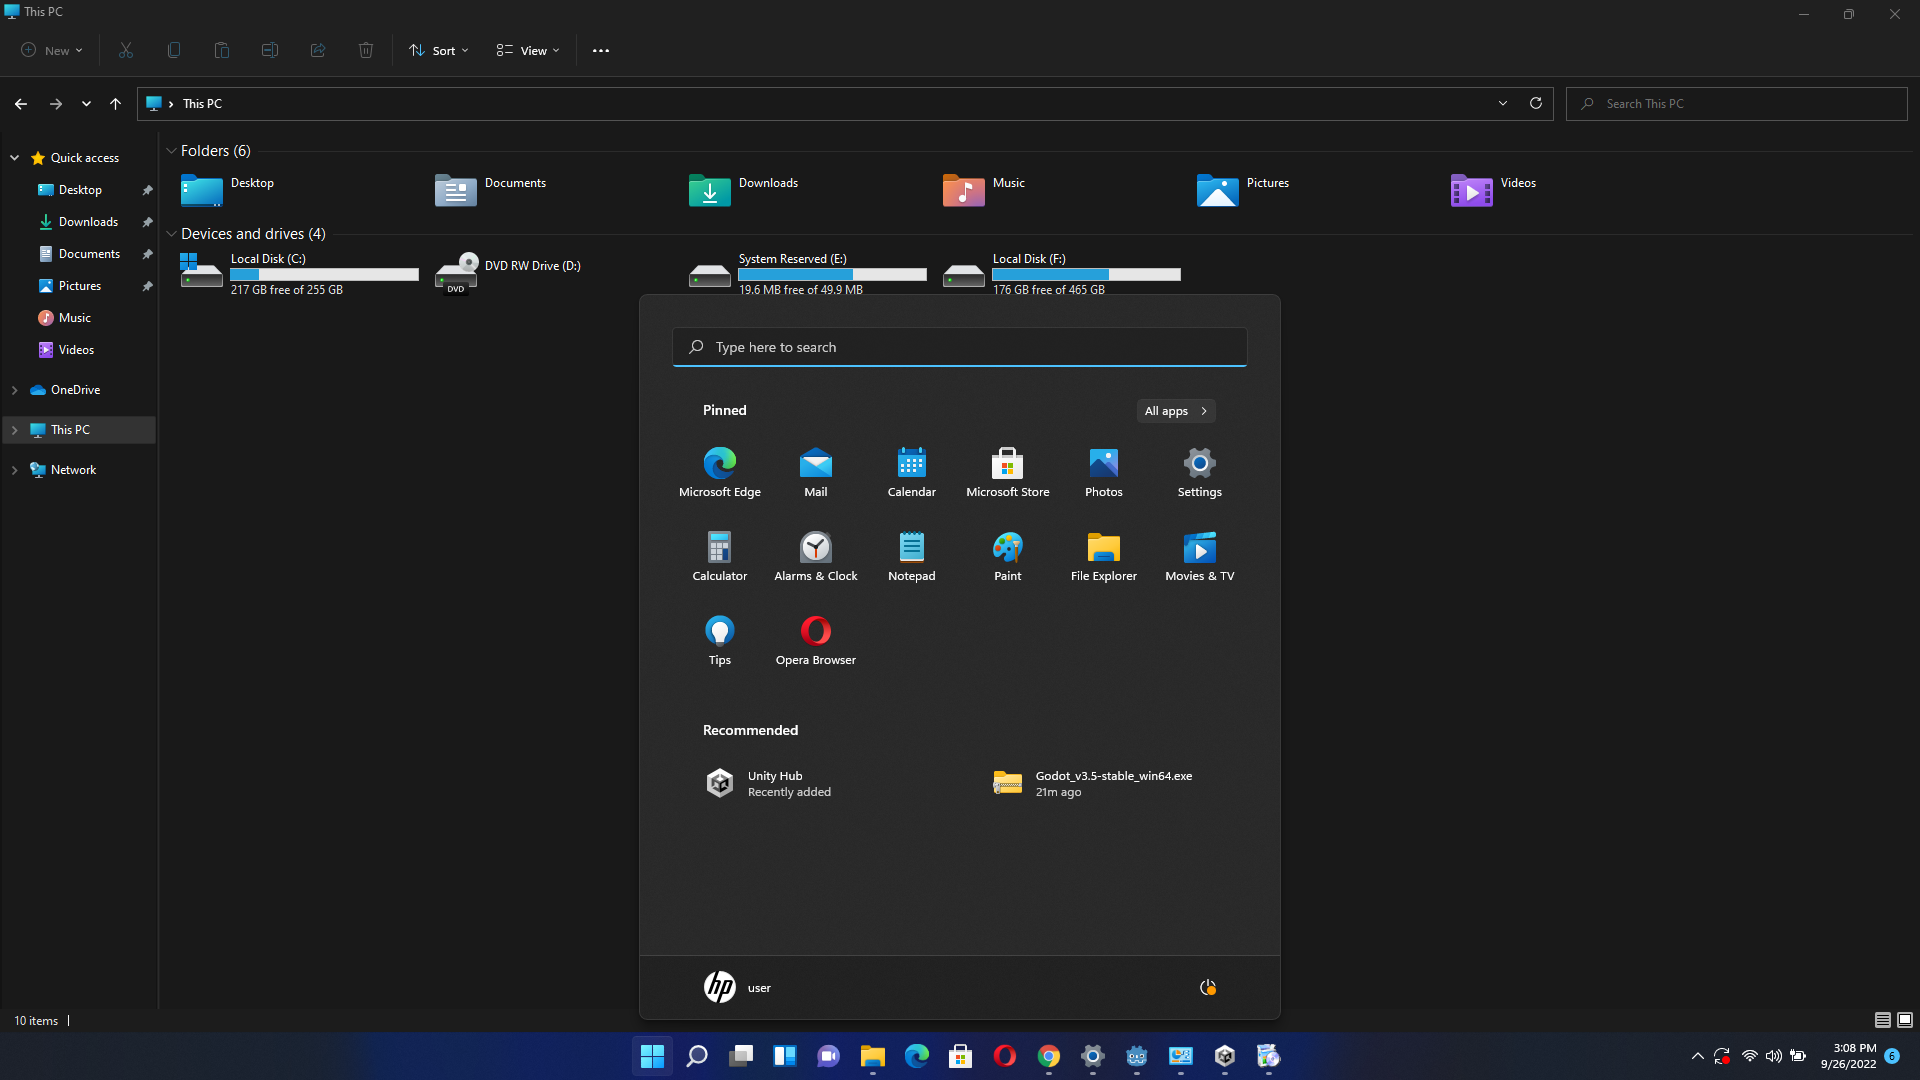 This PC
New
Sort
View
This PC
Search This PC
Quick access
Desktop
Downloads
Documents
Pictures
Music
Videos
OneDrive
This PC
Network
Folders (6)
Desktop
Documents
Downloads
Music
Pictures
Videos
Devices and drives (4)
Local Disk (C:)
217 GB free of 255 GB
DVD
DVD RW Drive (D:)
System Reserved (E:)
19.6 MB free of 49.9 MB
Local Disk (F:)
176 GB free of 465 GB
Type here to search
Pinned
All apps
Microsoft Edge
Mail
Calendar
Microsoft Store
Photos
Settings
Calculator
Alarms & Clock
Notepad
Paint
File Explorer
Movies & TV
Tips
Opera Browser
Recommended
Unity Hub
Recently added
Godot_v3.5-stable_win64.exe
21m ago
hp
user
10 items
3:08 PM
9/26/2022
6